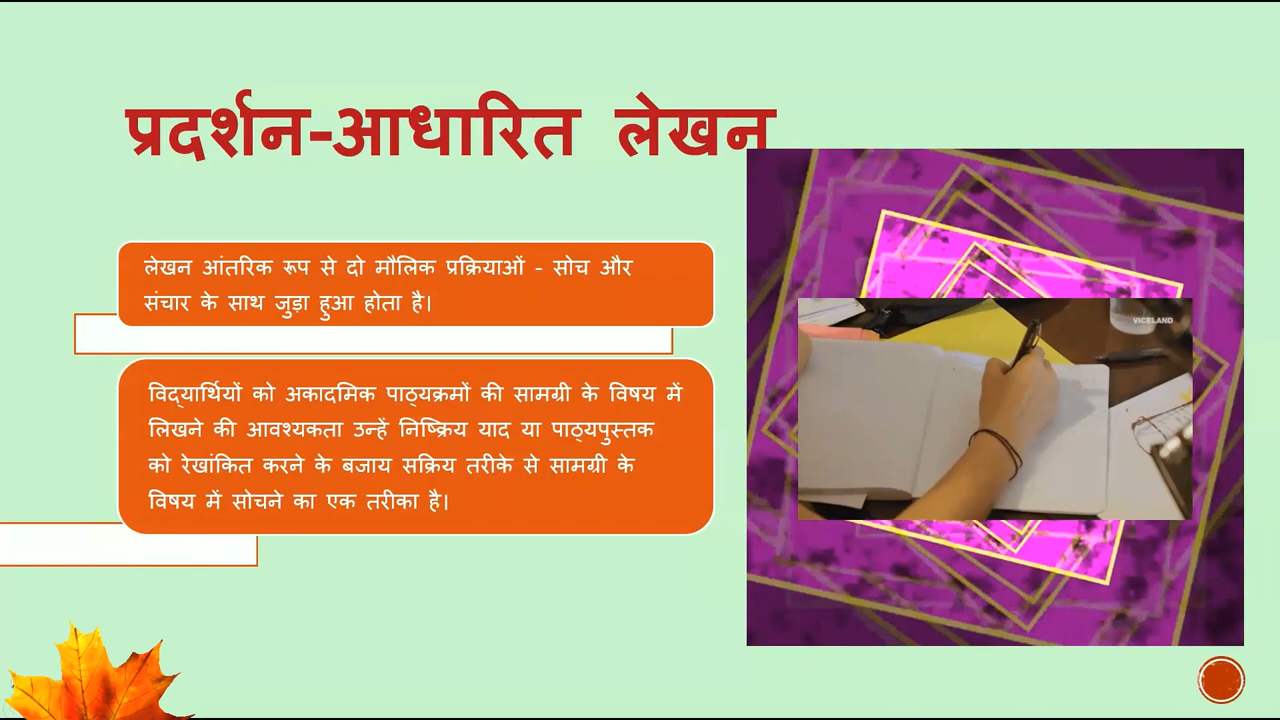 प्रदर्शन-आधारित लेखन
लेखन आंतरिक रूप से दो मौलिक प्रक्रियाओं - सोच और
संचार के साथ जुड़ा हुआ होता है।
विद्यार्थियों को अकादमिक पाठ्यक्रमों की सामग्री के विषय में
लिखने की आवश्यकता उन्हें निष्क्रिय याद या पाठ्यपुस्तक
को रेखांकित करने के बजाय सक्रिय तरीके से सामग्री के
विषय में सोचने का एक तरीका है।
VICELAND